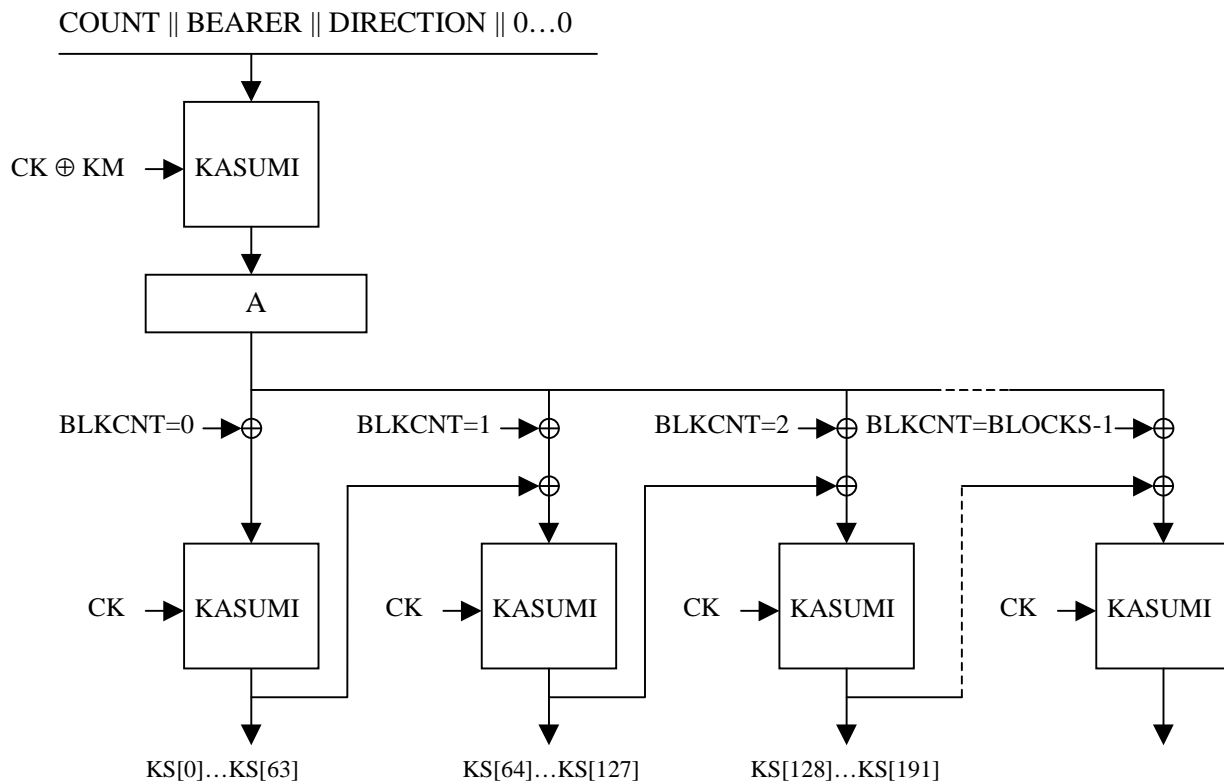 COUNT || BEARER || DIRECTION || 0…0
CK ⊕ KM
KASUMI
A
BLKCNT=0
BLKCNT=1
BLKCNT=2
BLKCNT=BLOCKS-1
CK
KASUMI
CK
KASUMI
CK
KASUMI
CK
KASUMI
KS[0]…KS[63]
KS[64]…KS[127]
KS[128]…KS[191]